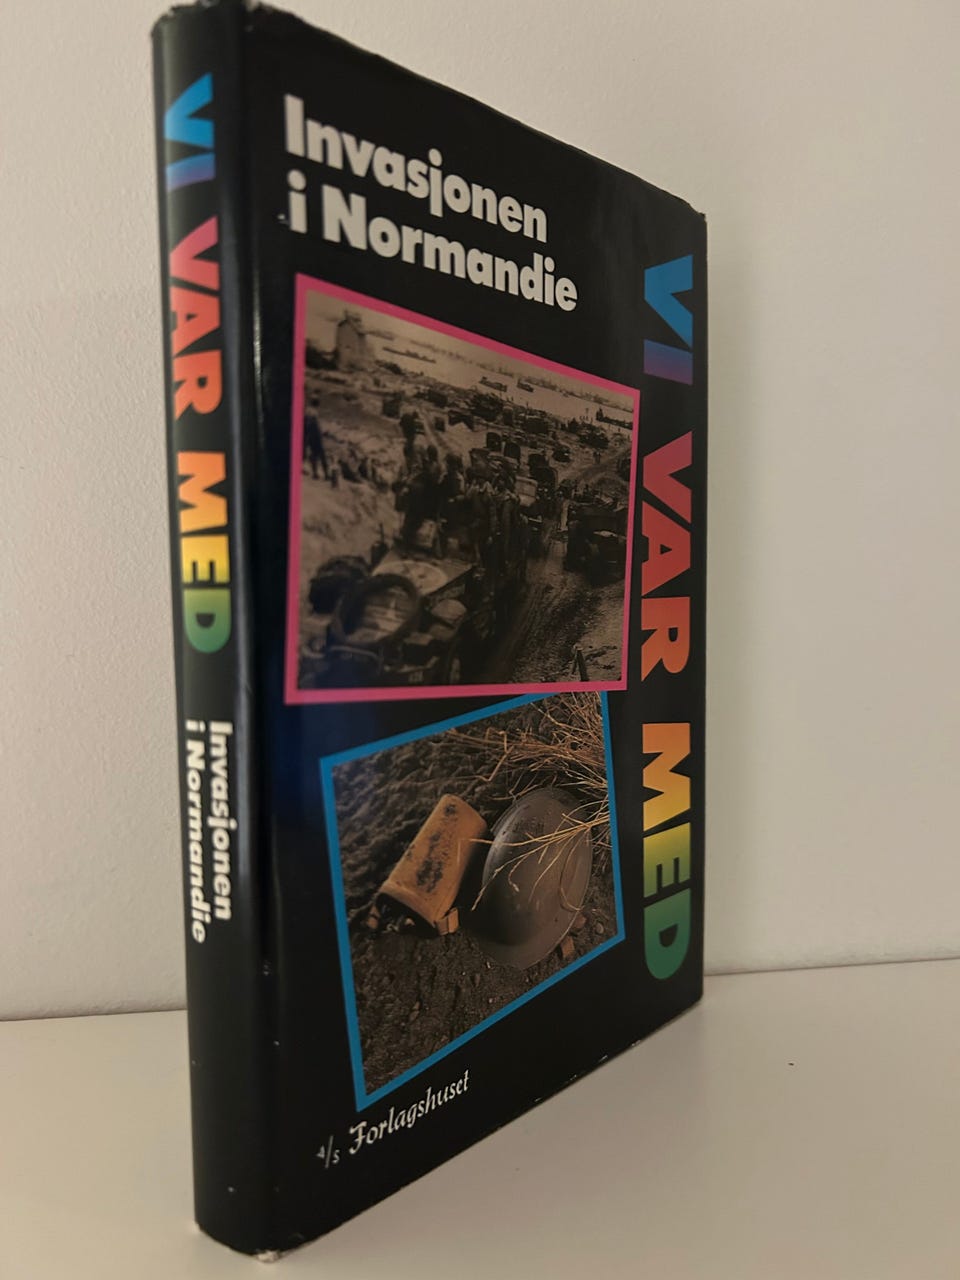 VI VAR MED
Invasjonen
i Normandie
Invasjonen
i Normandie
VI VAR MED
A/S Forlagshuset